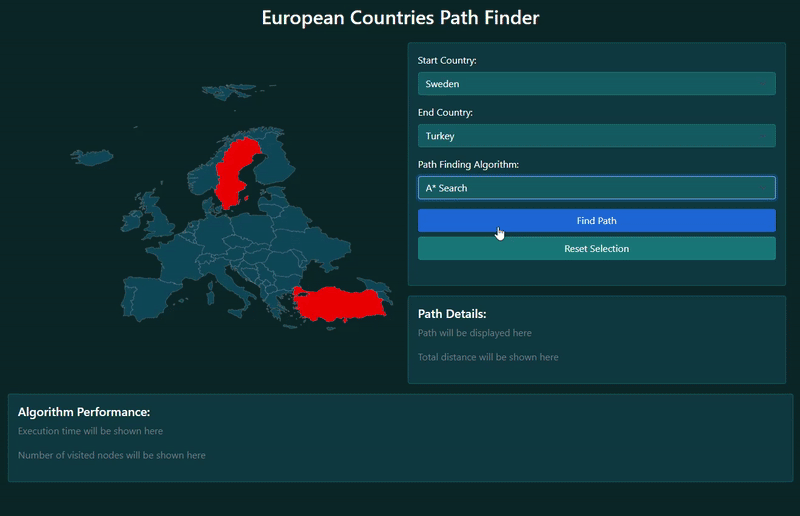 European Countries Path Finder
Start Country:
Sweden
End Country:
Turkey
Path Finding Algorithm:
A* Search
Find Path
Reset Selection
Path Details:
Path will be displayed here
Total distance will be shown here
Algorithm Performance:
Execution time will be shown here
Number of visited nodes will be shown here